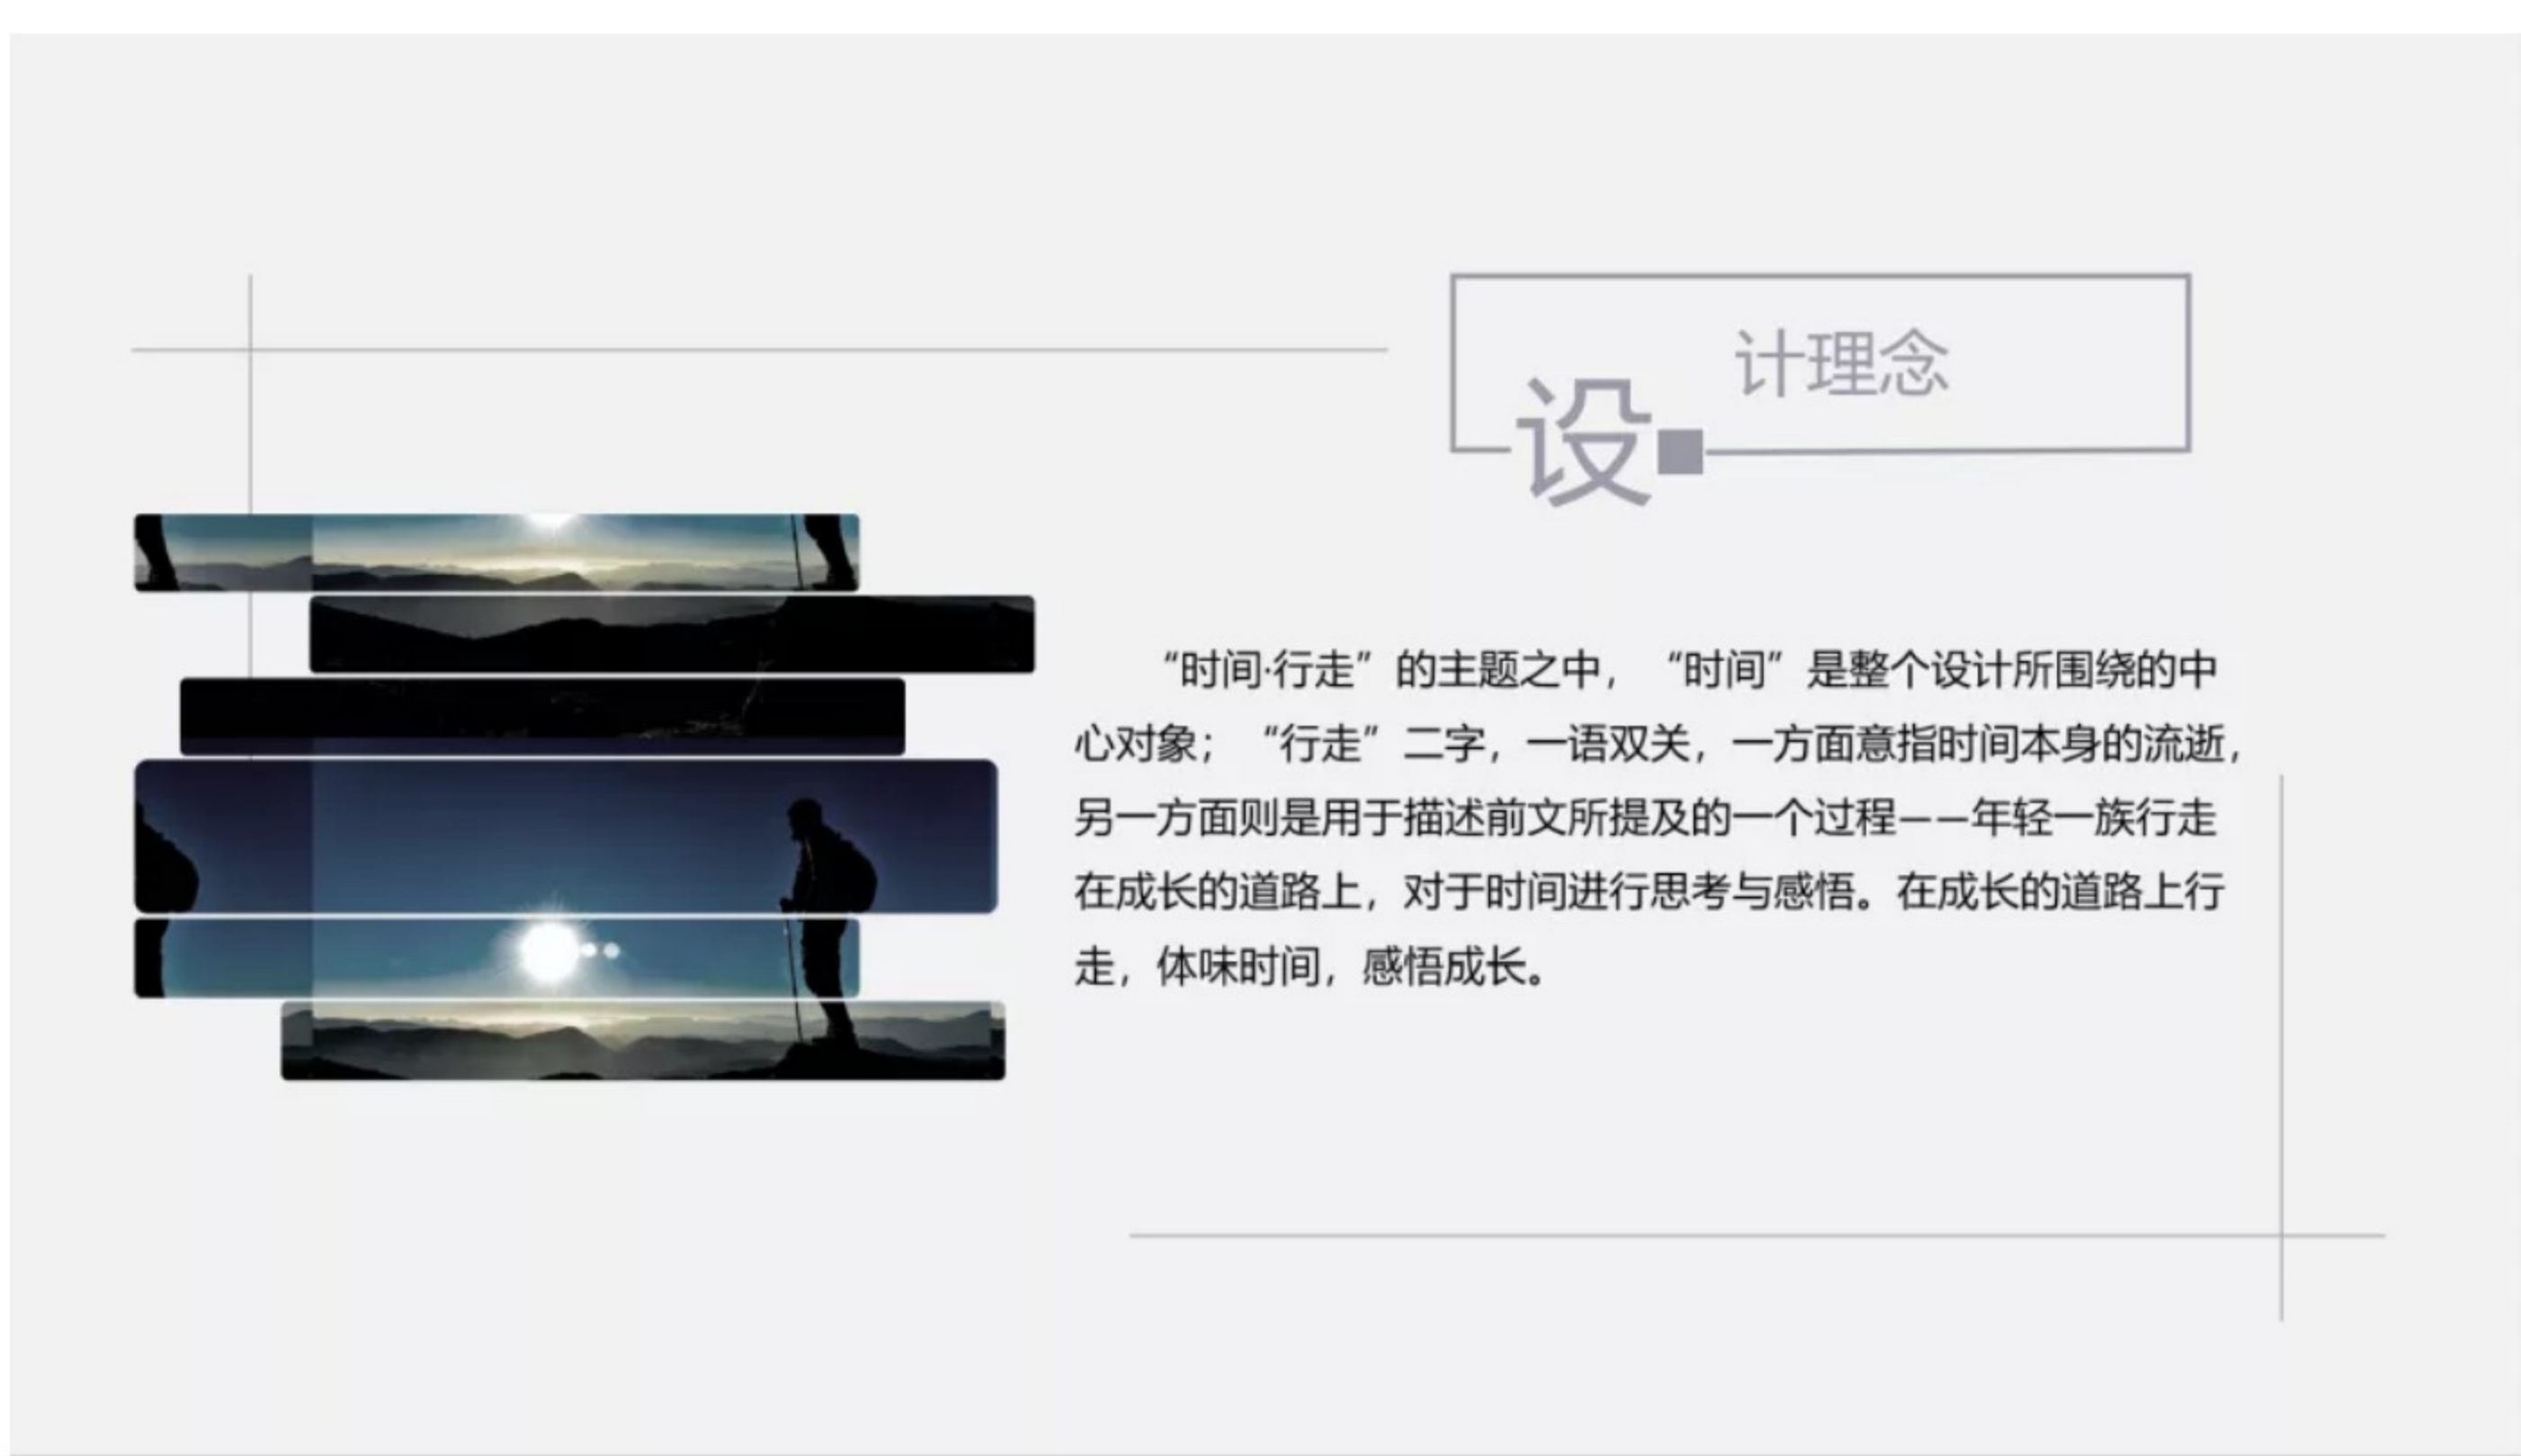 设计理念
“时间·行走”的主题之中，“时间”是整个设计所围绕的中
心对象；“行走”二字，一语双关，一方面意指时间本身的流逝，
另一方面则是用于描述前文所提及的一个过程——年轻一族行走
在成长的道路上，对于时间进行思考与感悟。在成长的道路上行
走，体味时间，感悟成长。